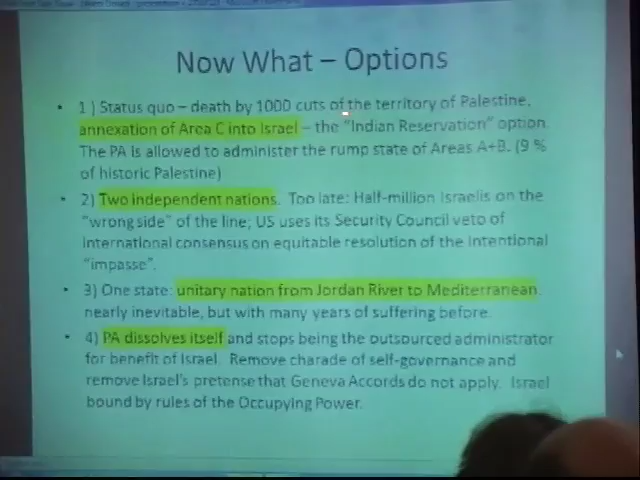 Now What – Options
• 1 ) Status quo – death by 1000 cuts of the territory of Palestine,
annexation of Area C into Israel – the "Indian Reservation" option.
The PA is allowed to administer the rump state of Areas A+B. (9 %
of historic Palestine)
• 2) Two independent nations. Too late: Half-million Israelis on the
"wrong side" of the line; US uses its Security Council veto of
International consensus on equitable resolution of the intentional
"impasse".
• 3) One state: unitary nation from Jordan River to Mediterranean.
nearly inevitable, but with many years of suffering before.
• 4) PA dissolves itself and stops being the outsourced administrator
for benefit of Israel. Remove charade of self-governance and
remove Israel's pretense that Geneva Accords do not apply. Israel
bound by rules of the Occupying Power.